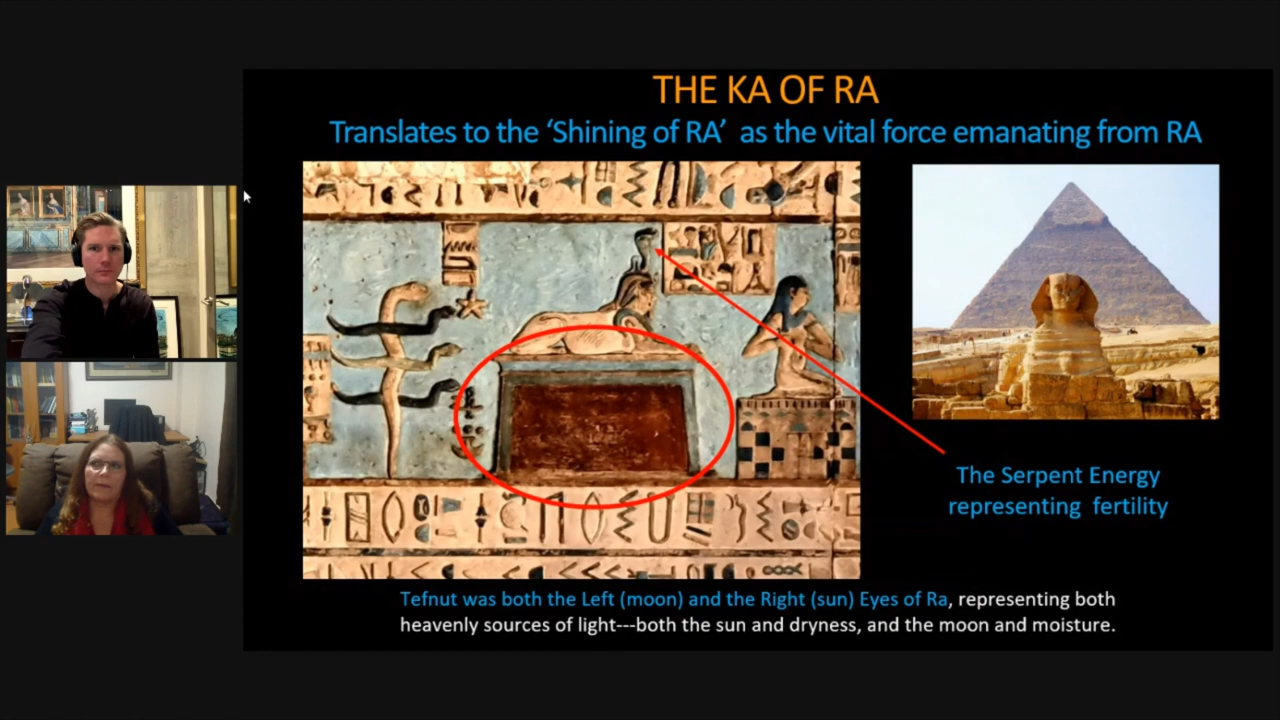 THE KA OF RA
Translates to the ‘Shining of RA’ as the vital force emanating from RA
The Serpent Energy
representing fertility
Tefnut was both the Left (moon) and the Right (sun) Eyes of Ra, representing both
heavenly sources of light---both the sun and dryness, and the moon and moisture.